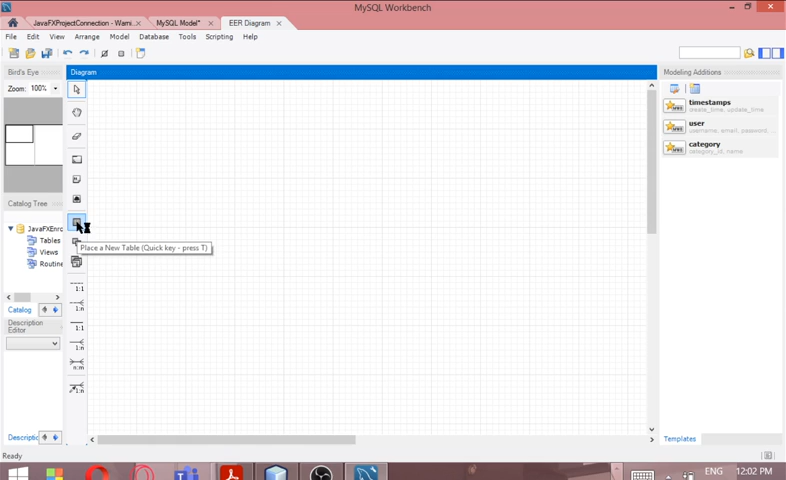 MySQL Workbench
JavaFXProjectConnection - Warni... ×
MySQL Model* ×
EER Diagram ×
File Edit View Arrange Model Database Tools Scripting Help
Bird's Eye
Zoom: 100%
Diagram
Modeling Additions
timestamps
create_time, update_time
user
username, email, password, ...
category
category_id, name
Catalog Tree
JavaFXEnro
Tables
Views
Routine
Place a New Table (Quick key - press T)
1:1
1:n
1:1
1:n
n:m
1:n
Catalog
Description
Editor
Descriptic
Templates
Ready
ENG 12:02 PM